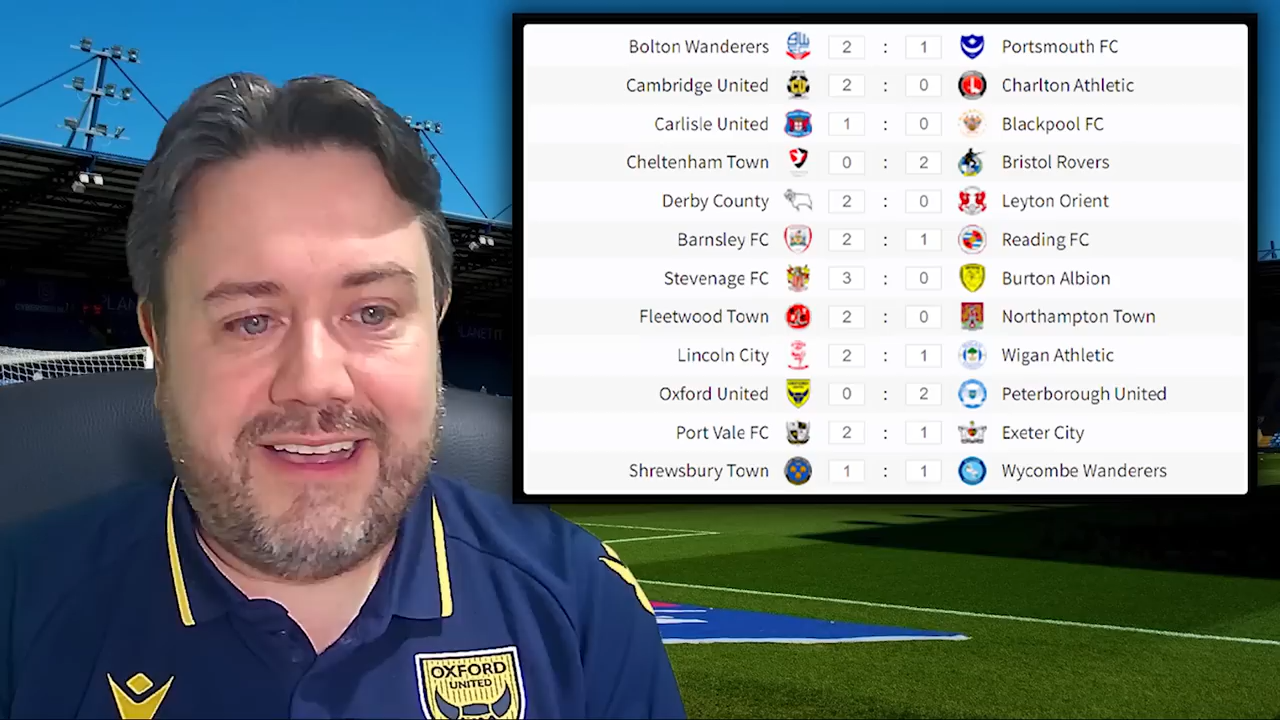 Bolton Wanderers 2 : 1 Portsmouth FC
Cambridge United 2 : 0 Charlton Athletic
Carlisle United 1 : 0 Blackpool FC
Cheltenham Town 0 : 2 Bristol Rovers
Derby County 2 : 0 Leyton Orient
Barnsley FC 2 : 1 Reading FC
Stevenage FC 3 : 0 Burton Albion
Fleetwood Town 2 : 0 Northampton Town
Lincoln City 2 : 1 Wigan Athletic
Oxford United 0 : 2 Peterborough United
Port Vale FC 2 : 1 Exeter City
Shrewsbury Town 1 : 1 Wycombe Wanderers
OXFORD
UNITED